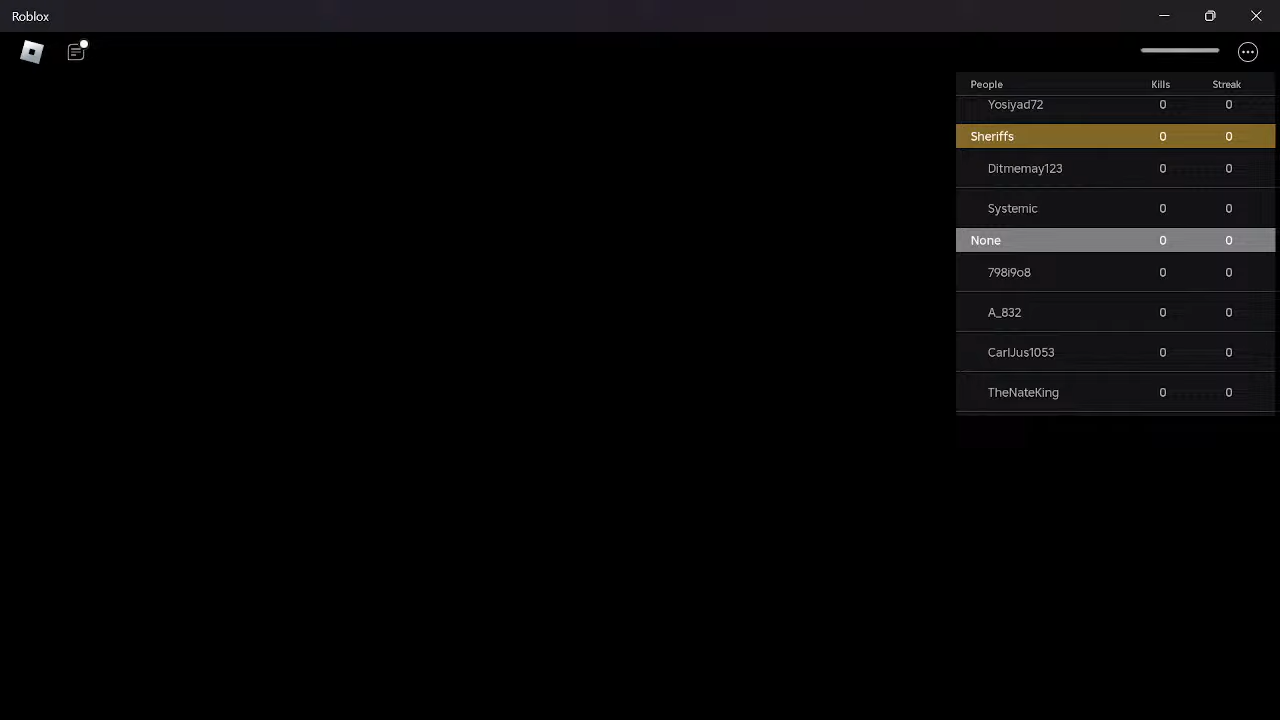 Roblox
People Kills Streak
Yosiyad72 0 0
Sheriffs 0 0
Ditmemay123 0 0
Systemic 0 0
None 0 0
798i9o8 0 0
A_832 0 0
CarlJus1053 0 0
TheNateKing 0 0